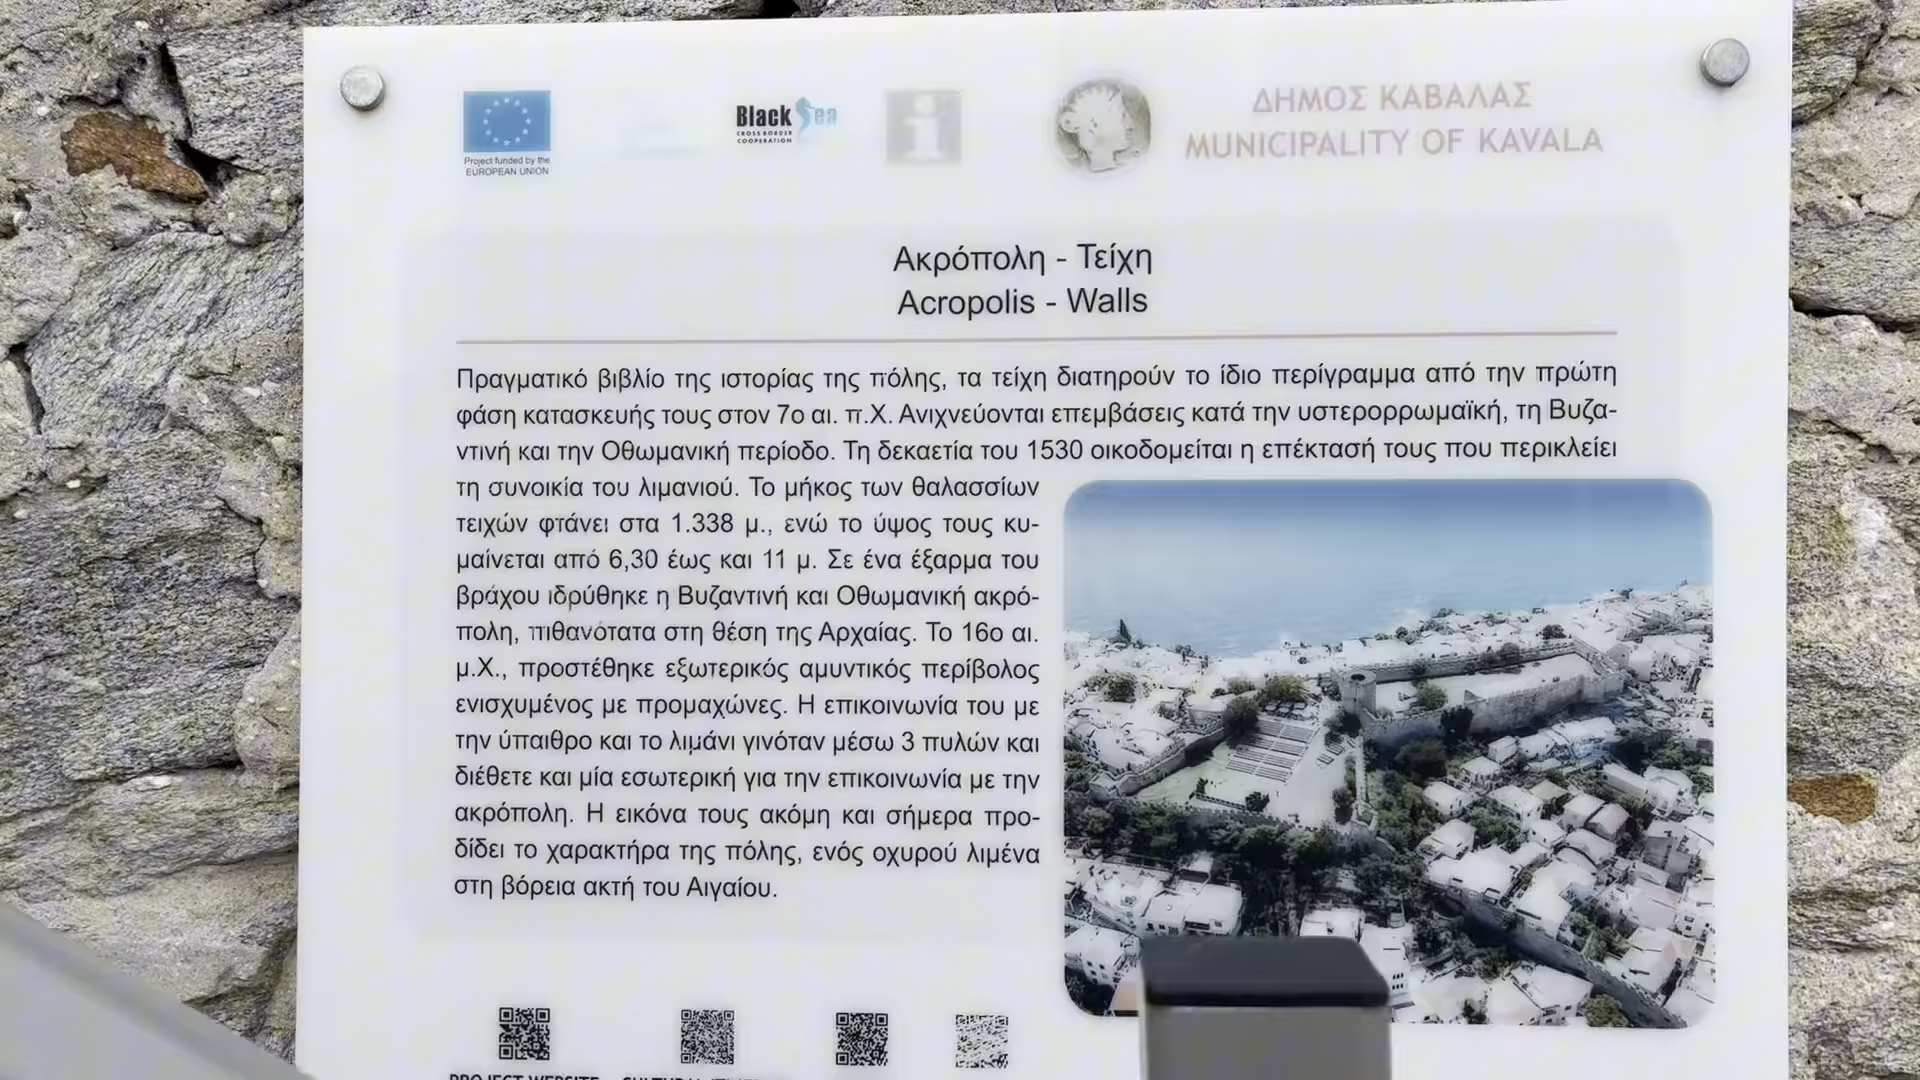 Project funded by the
EUROPEAN UNION
Black Sea
CROSS BORDER
COOPERATION
i
ΔΗΜΟΣ ΚΑΒΑΛΑΣ
MUNICIPALITY OF KAVALA
Ακρόπολη - Τείχη
Acropolis - Walls
Πραγματικό βιβλίο της ιστορίας της πόλης, τα τείχη διατηρούν το ίδιο περίγραμμα από την πρώτη
φάση κατασκευής τους στον 7ο αι. π.Χ. Ανιχνεύονται επεμβάσεις κατά την υστερορρωμαϊκή, τη Βυζα-
ντινή και την Οθωμανική περίοδο. Τη δεκαετία του 1530 οικοδομείται η επέκτασή τους που περικλείει
τη συνοικία του λιμανιού. Το μήκος των θαλασσίων
τειχών φτάνει στα 1.338 μ., ενώ το ύψος τους κυ-
μαίνεται από 6,30 έως και 11 μ. Σε ένα έξαρμα του
βράχου ιδρύθηκε η Βυζαντινή και Οθωμανική ακρό-
πολη, πιθανότατα στη θέση της Αρχαίας. Το 16ο αι.
μ.Χ., προστέθηκε εξωτερικός αμυντικός περίβολος
ενισχυμένος με προμαχώνες. Η επικοινωνία του με
την ύπαιθρο και το λιμάνι γινόταν μέσω 3 πυλών και
διέθετε και μία εσωτερική για την επικοινωνία με την
ακρόπολη. Η εικόνα τους ακόμη και σήμερα προ-
δίδει το χαρακτήρα της πόλης, ενός οχυρού λιμένα
στη βόρεια ακτή του Αιγαίου.
PROJECT WEBSITE